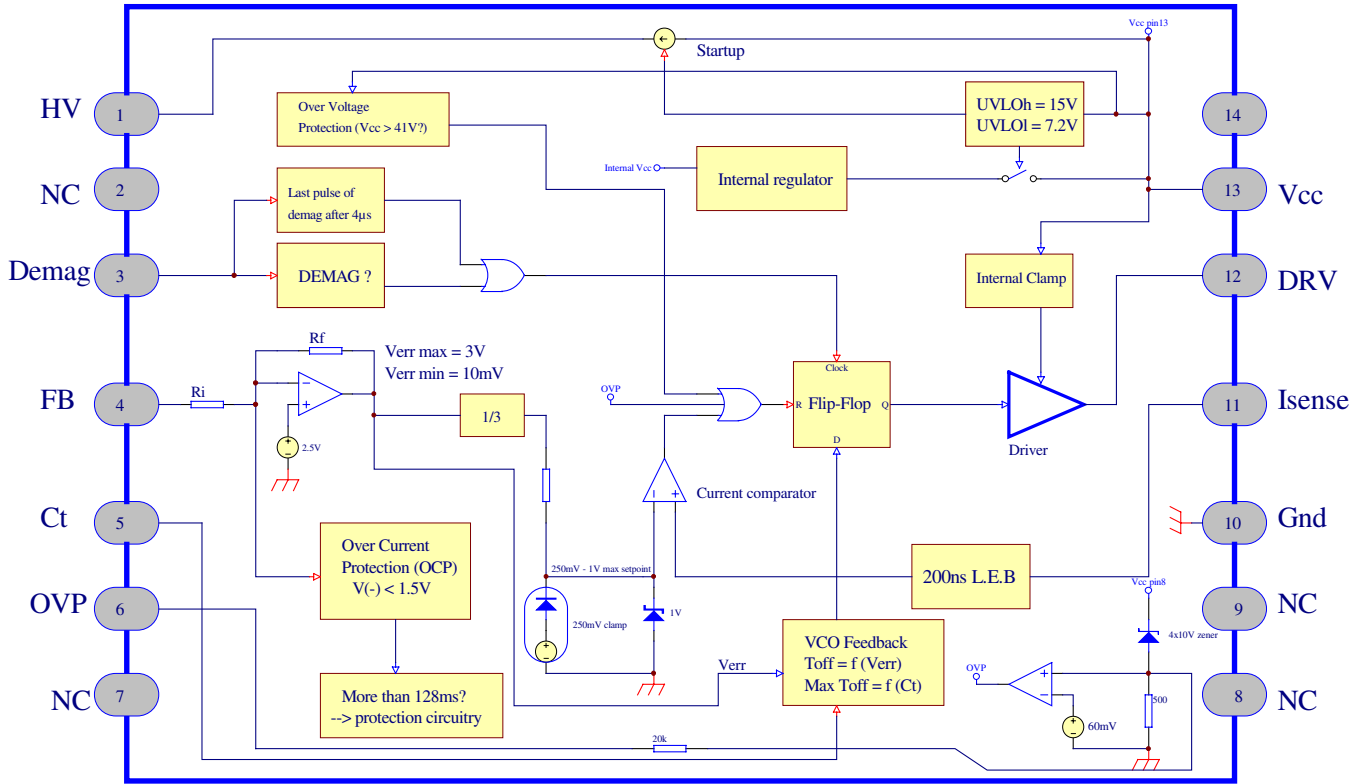 Vcc pin13
Startup
HV
1
14
Over Voltage
Protection (Vcc > 41V?)
UVLOh = 15V
UVLOl = 7.2V
NC
2
Internal Vcc
Internal regulator
13
Vcc
Last pulse of
demag after 4µs
Demag
3
DEMAG ?
Internal Clamp
12
DRV
Rf
Verr max = 3V
Verr min = 10mV
Clock
FB
4
Ri
−
+
1/3
OVP
R
Flip-Flop
Q
D
11
Isense
+
−
2.5V
Driver
Current comparator
−
+
Ct
5
10
Gnd
Over Current
Protection (OCP)
V(-) < 1.5V
250mV - 1V max setpoint
200ns L.E.B
Vcc pin8
OVP
6
9
NC
1V
250mV clamp
+
−
4x10V zener
VCO Feedback
Toff = f (Verr)
Max Toff = f (Ct)
Verr
OVP
+
−
NC
7
8
NC
More than 128ms?
--> protection circuitry
500
+
−
60mV
20k